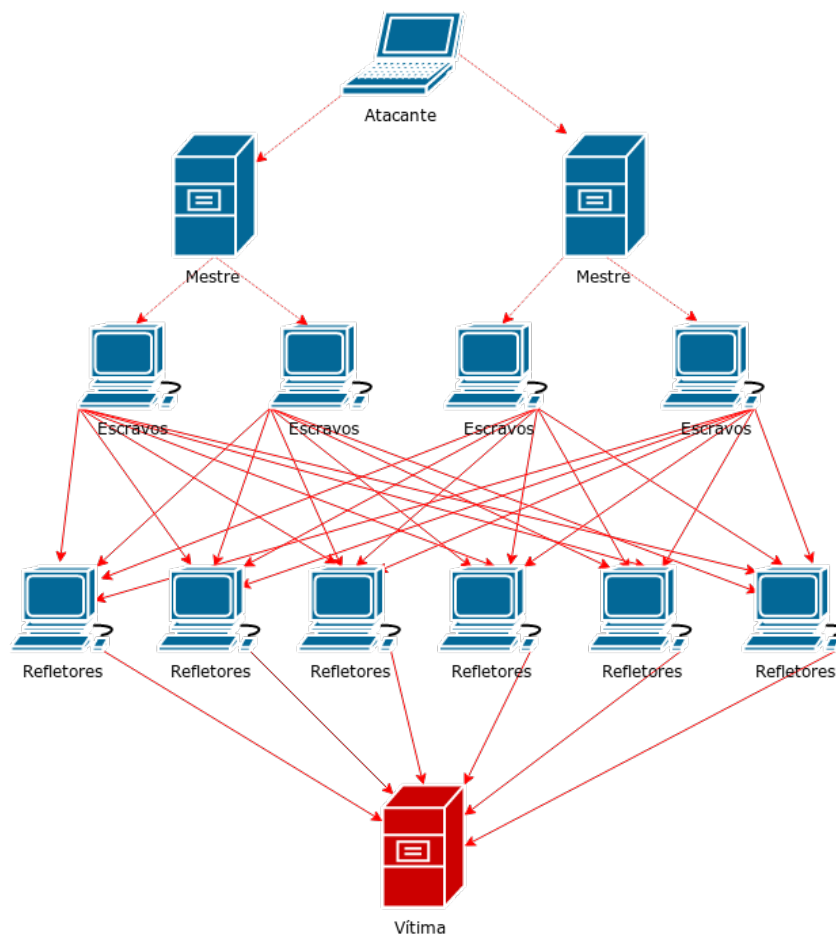 Atacante
Mestre
Mestre
Escravos
Escravos
Escravos
Escravos
Refletores
Refletores
Refletores
Refletores
Refletores
Refletores
Vítima